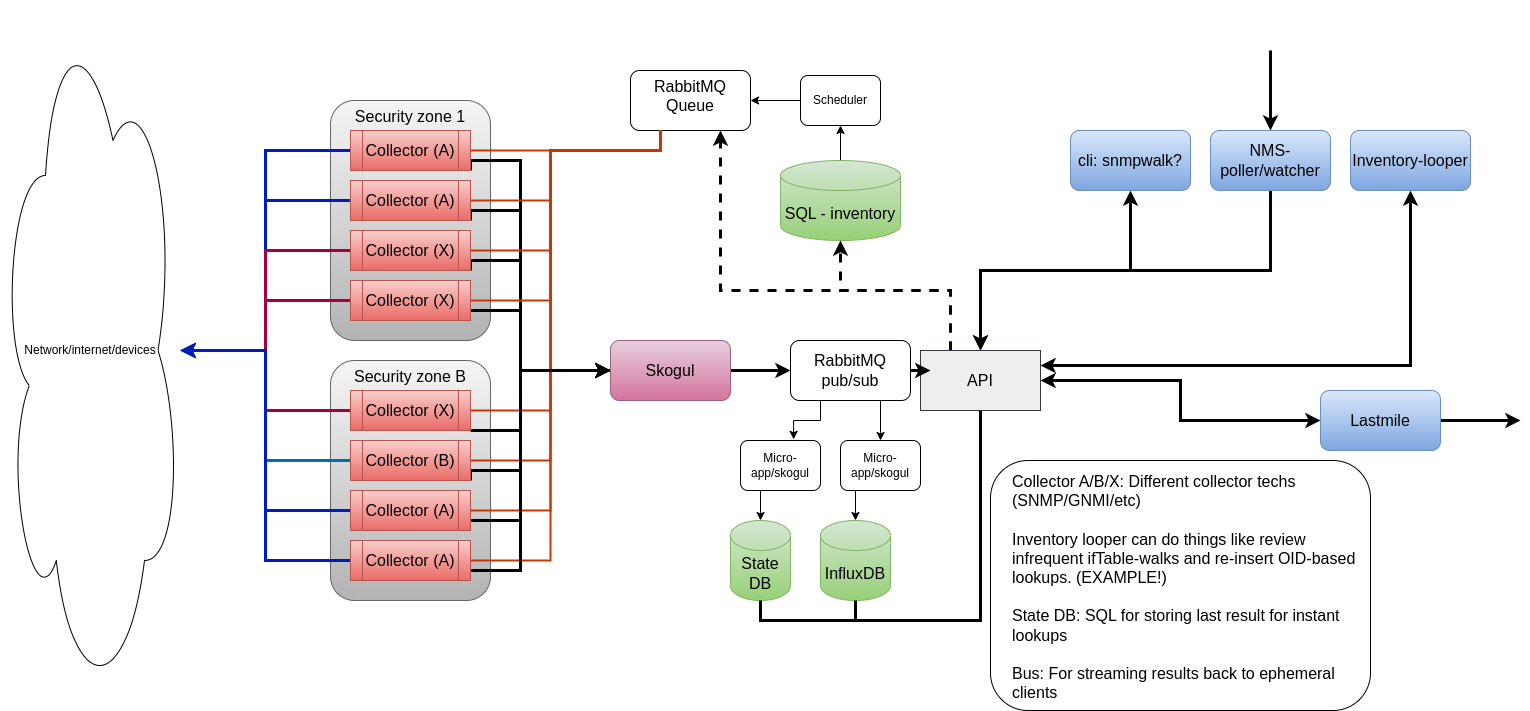 Network/internet/devices
Security zone 1
Collector (A)
Collector (A)
Collector (X)
Collector (X)
Security zone B
Collector (X)
Collector (B)
Collector (A)
Collector (A)
RabbitMQ
Queue
Scheduler
SQL - inventory
Skogul
RabbitMQ
pub/sub
API
Micro-
app/skogul
Micro-
app/skogul
State
DB
InfluxDB
cli: snmpwalk?
NMS-
poller/watcher
Inventory-looper
Lastmile
Collector A/B/X: Different collector techs
(SNMP/GNMI/etc)
Inventory looper can do things like review
infrequent ifTable-walks and re-insert OID-based
lookups. (EXAMPLE!)
State DB: SQL for storing last result for instant
lookups
Bus: For streaming results back to ephemeral
clients